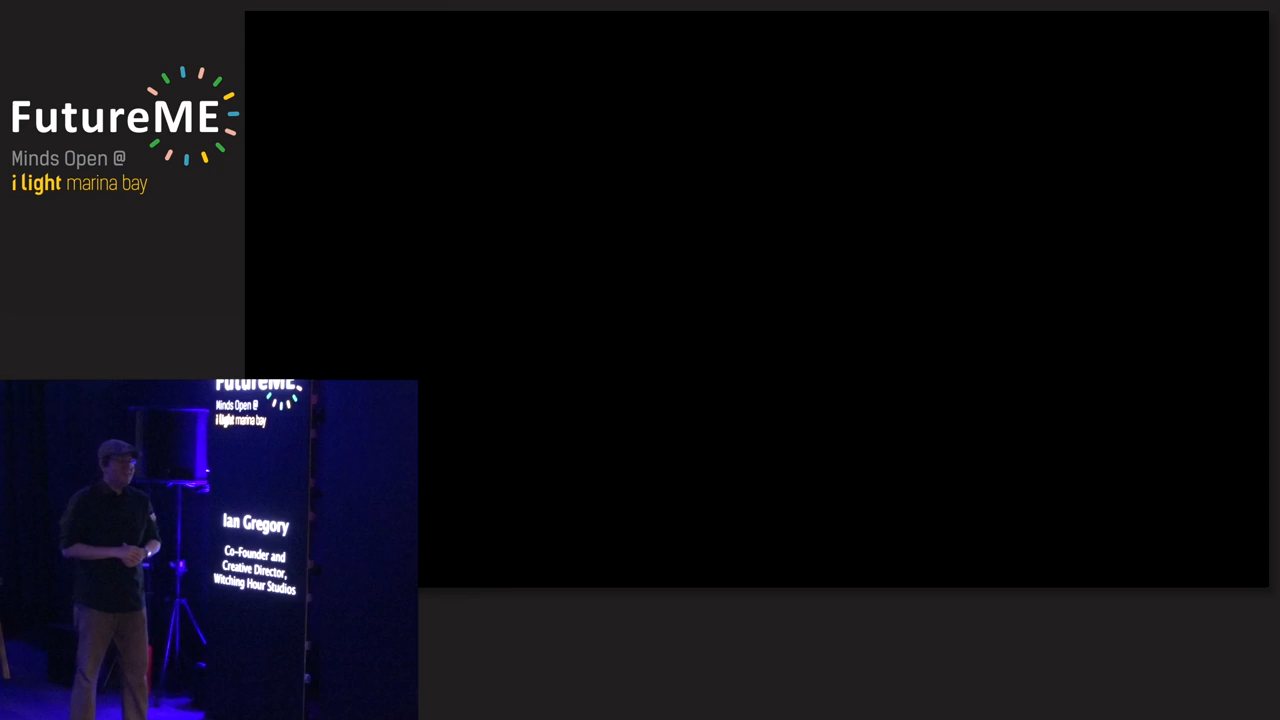 FutureME
Minds Open @
i light marina bay
FutureME
Minds Open @
i light marina bay
Ian Gregory
Co-Founder and
Creative Director,
Witching Hour Studios